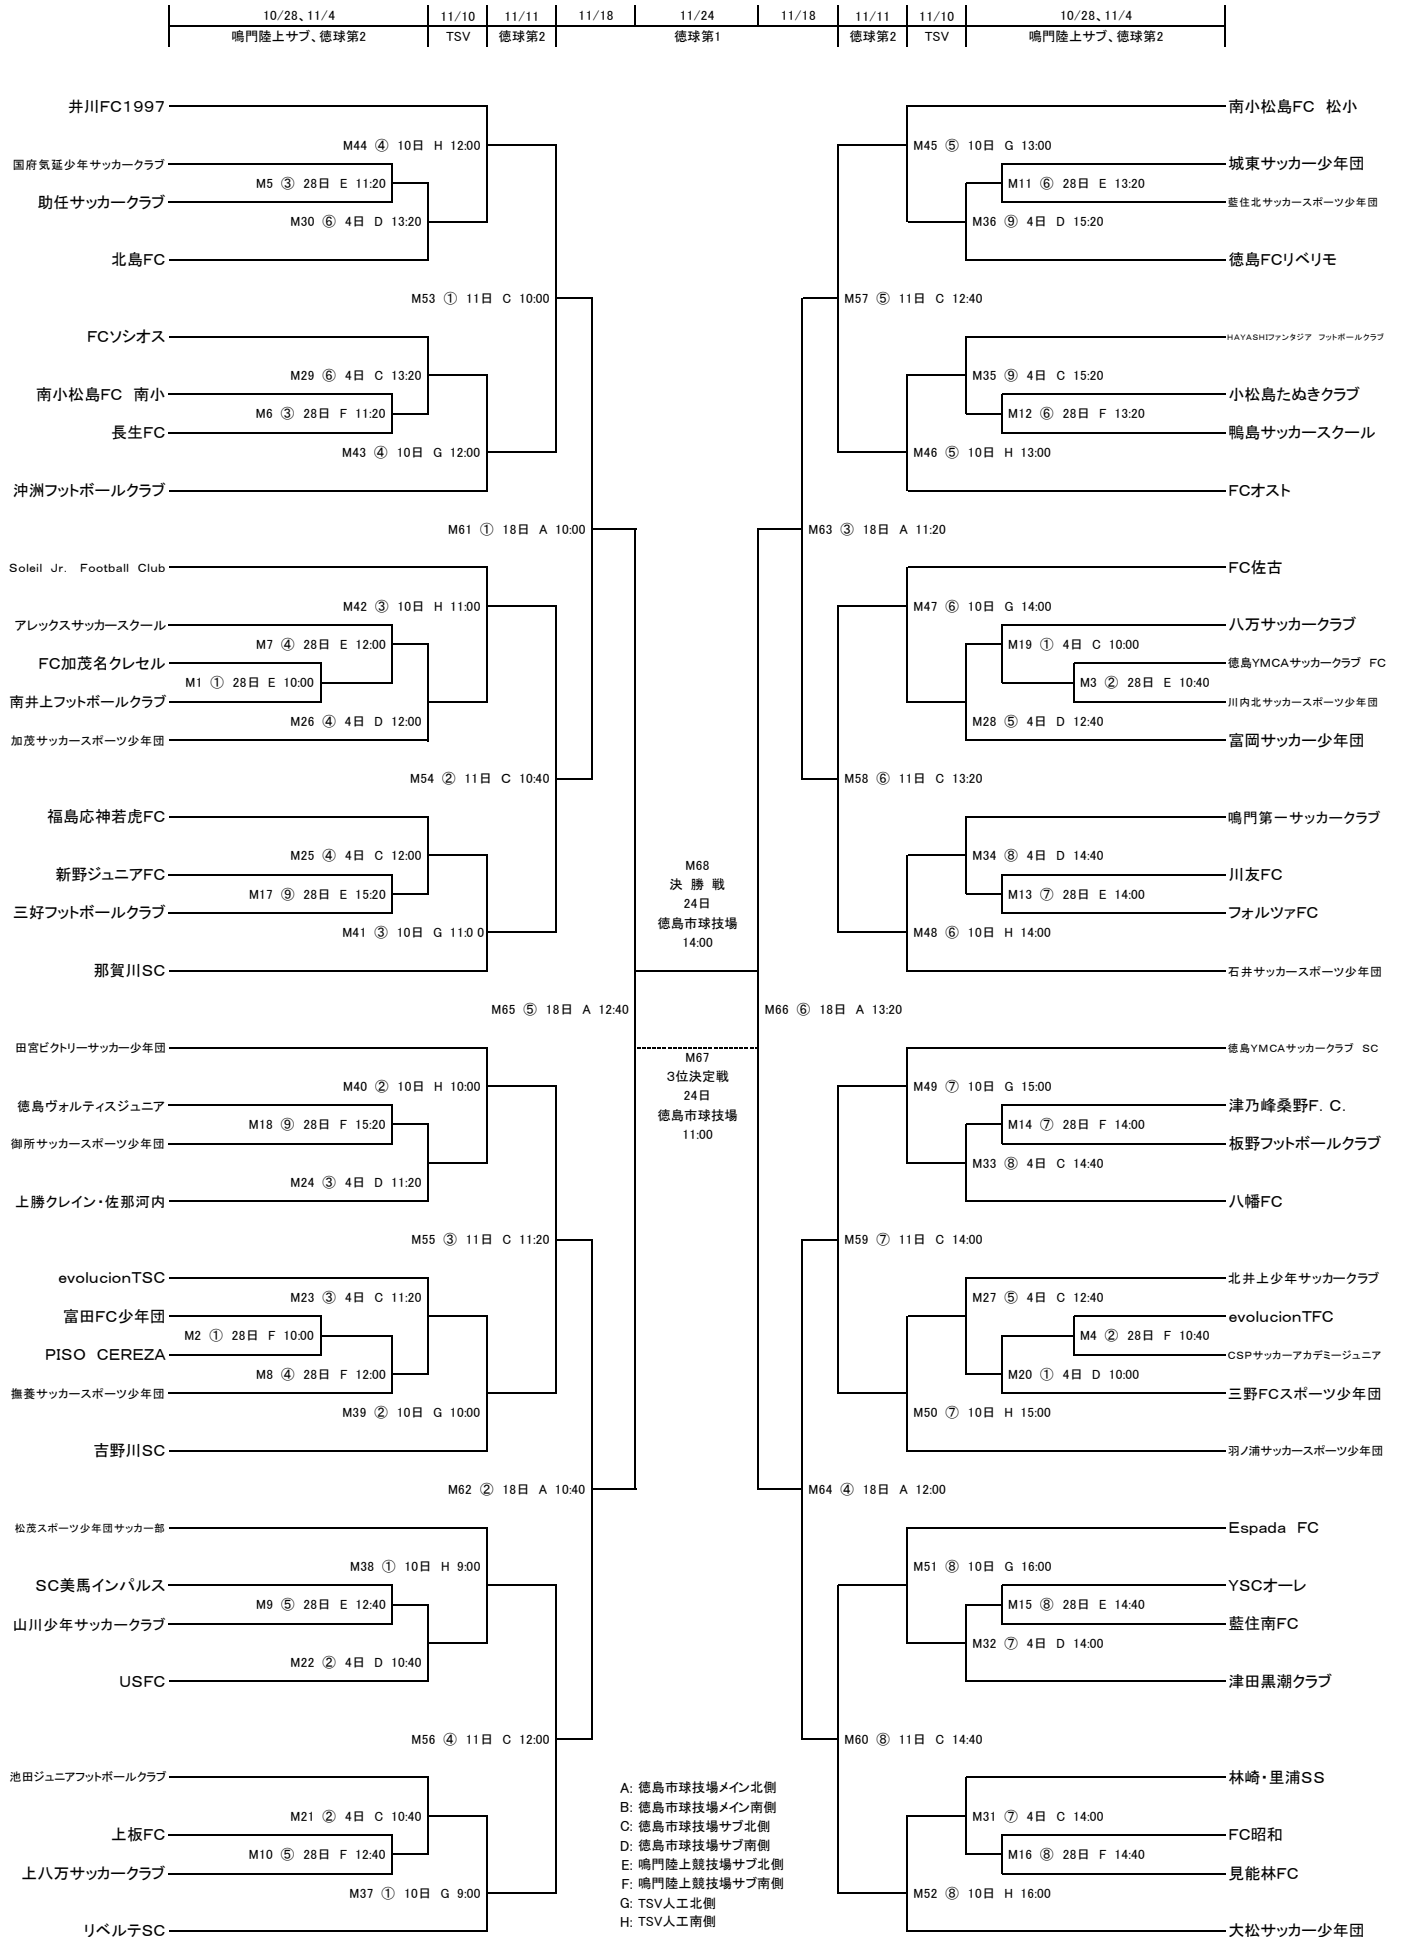 10/28、11/4 11/10 11/11 11/18 11/24 11/18 11/11 11/10 10/28、11/4
鳴門陸上サブ、徳球第2 TSV 徳球第2 徳球第1 徳球第2 TSV 鳴門陸上サブ、徳球第2
井川FC1997
M44 ④ 10日 H 12:00
国府気延少年サッカークラブ
M5 ③ 28日 E 11:20
助任サッカークラブ
M30 ⑥ 4日 D 13:20
北島FC
M53 ① 11日 C 10:00
FCソシオス
M29 ⑥ 4日 C 13:20
南小松島FC 南小
M6 ③ 28日 F 11:20
長生FC
M43 ④ 10日 G 12:00
沖洲フットボールクラブ
M61 ① 18日 A 10:00
Soleil Jr. Football Club
M42 ③ 10日 H 11:00
アレックスサッカースクール
M7 ④ 28日 E 12:00
FC加茂名クレセル
M1 ① 28日 E 10:00
南井上フットボールクラブ
M26 ④ 4日 D 12:00
加茂サッカースポーツ少年団
M54 ② 11日 C 10:40
福島応神若虎FC
M25 ④ 4日 C 12:00
新野ジュニアFC
M17 ⑨ 28日 E 15:20
三好フットボールクラブ
M41 ③ 10日 G 11:0 0
那賀川SC
M65 ⑤ 18日 A 12:40
田宮ビクトリーサッカー少年団
M40 ② 10日 H 10:00
徳島ヴォルティスジュニア
M18 ⑨ 28日 F 15:20
御所サッカースポーツ少年団
M24 ③ 4日 D 11:20
上勝クレイン・佐那河内
M55 ③ 11日 C 11:20
evolucionTSC
M23 ③ 4日 C 11:20
富田FC少年団
M2 ① 28日 F 10:00
PISO CEREZA
M8 ④ 28日 F 12:00
撫養サッカースポーツ少年団
M39 ② 10日 G 10:00
吉野川SC
M62 ② 18日 A 10:40
松茂スポーツ少年団サッカー部
M38 ① 10日 H 9:00
SC美馬インパルス
M9 ⑤ 28日 E 12:40
山川少年サッカークラブ
M22 ② 4日 D 10:40
USFC
M56 ④ 11日 C 12:00
池田ジュニアフットボールクラブ
M21 ② 4日 C 10:40
上板FC
M10 ⑤ 28日 F 12:40
上八万サッカークラブ
M37 ① 10日 G 9:00
リベルテSC
M68
決 勝 戦
24日
徳島市球技場
14:00
M67
3位決定戦
24日
徳島市球技場
11:00
A: 徳島市球技場メイン北側
B: 徳島市球技場メイン南側
C: 徳島市球技場サブ北側
D: 徳島市球技場サブ南側
E: 鳴門陸上競技場サブ北側
F: 鳴門陸上競技場サブ南側
G: TSV人工北側
H: TSV人工南側
南小松島FC 松小
M45 ⑤ 10日 G 13:00
城東サッカー少年団
M11 ⑥ 28日 E 13:20
藍住北サッカースポーツ少年団
M36 ⑨ 4日 D 15:20
徳島FCリベリモ
M57 ⑤ 11日 C 12:40
HAYASHIファンタジア フットボールクラブ
M35 ⑨ 4日 C 15:20
小松島たぬきクラブ
M12 ⑥ 28日 F 13:20
鴨島サッカースクール
M46 ⑤ 10日 H 13:00
FCオスト
M63 ③ 18日 A 11:20
FC佐古
M47 ⑥ 10日 G 14:00
八万サッカークラブ
M19 ① 4日 C 10:00
徳島YMCAサッカークラブ FC
M3 ② 28日 E 10:40
川内北サッカースポーツ少年団
M28 ⑤ 4日 D 12:40
富岡サッカー少年団
M58 ⑥ 11日 C 13:20
鳴門第一サッカークラブ
M34 ⑧ 4日 D 14:40
川友FC
M13 ⑦ 28日 E 14:00
フォルツァFC
M48 ⑥ 10日 H 14:00
石井サッカースポーツ少年団
M66 ⑥ 18日 A 13:20
徳島YMCAサッカークラブ SC
M49 ⑦ 10日 G 15:00
津乃峰桑野F. C.
M14 ⑦ 28日 F 14:00
板野フットボールクラブ
M33 ⑧ 4日 C 14:40
八幡FC
M59 ⑦ 11日 C 14:00
北井上少年サッカークラブ
M27 ⑤ 4日 C 12:40
evolucionTFC
M4 ② 28日 F 10:40
CSPサッカーアカデミージュニア
M20 ① 4日 D 10:00
三野FCスポーツ少年団
M50 ⑦ 10日 H 15:00
羽ノ浦サッカースポーツ少年団
M64 ④ 18日 A 12:00
Espada FC
M51 ⑧ 10日 G 16:00
YSCオーレ
M15 ⑧ 28日 E 14:40
藍住南FC
M32 ⑦ 4日 D 14:00
津田黒潮クラブ
M60 ⑧ 11日 C 14:40
林崎・里浦SS
M31 ⑦ 4日 C 14:00
FC昭和
M16 ⑧ 28日 F 14:40
見能林FC
M52 ⑧ 10日 H 16:00
大松サッカー少年団